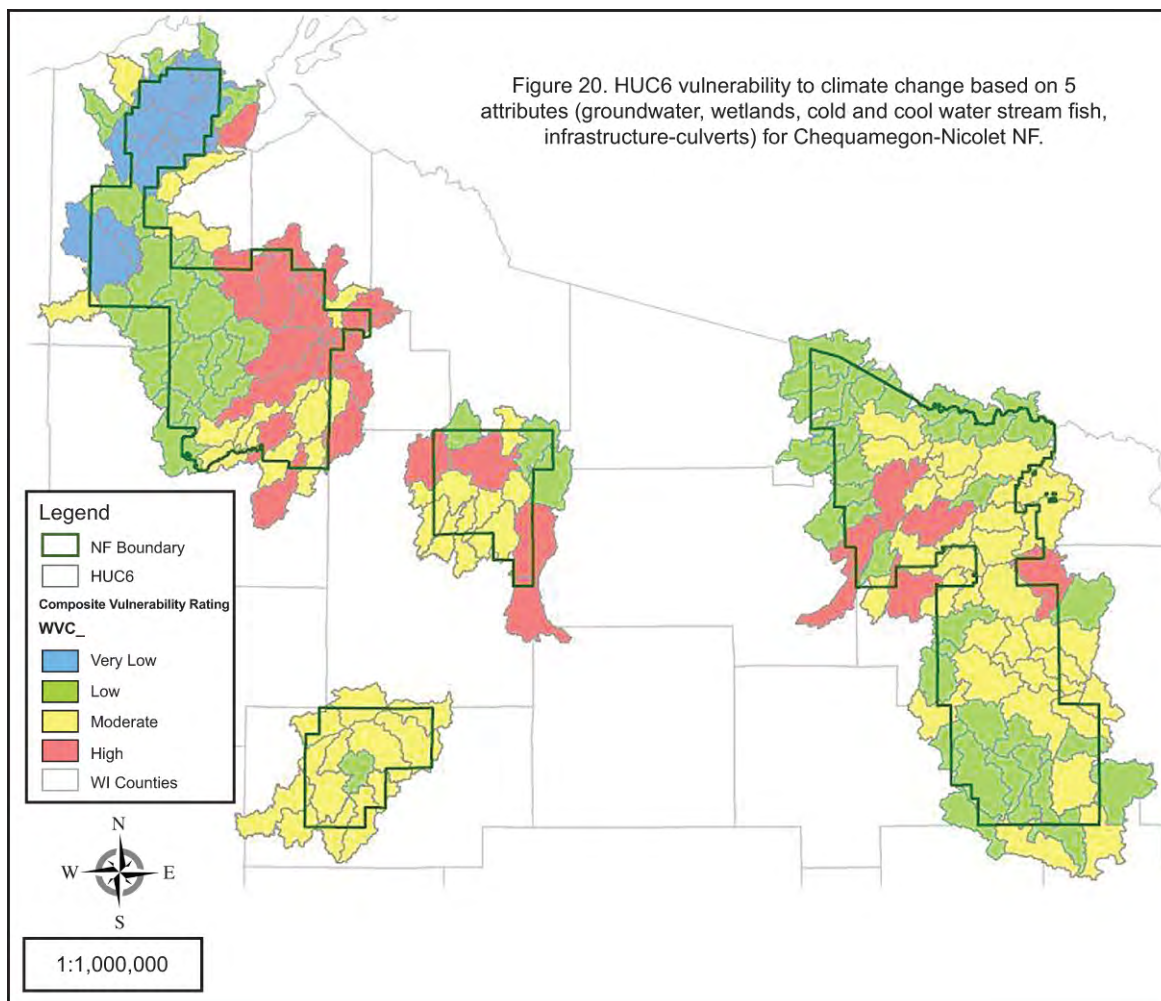 Figure 20. HUC6 vulnerability to climate change based on 5
attributes (groundwater, wetlands, cold and cool water stream fish,
infrastructure-culverts) for Chequamegon-Nicolet NF.
Legend
NF Boundary
HUC6
Composite Vulnerability Rating
WVC_
Very Low
Low
Moderate
High
WI Counties
N
W E
S
1:1,000,000